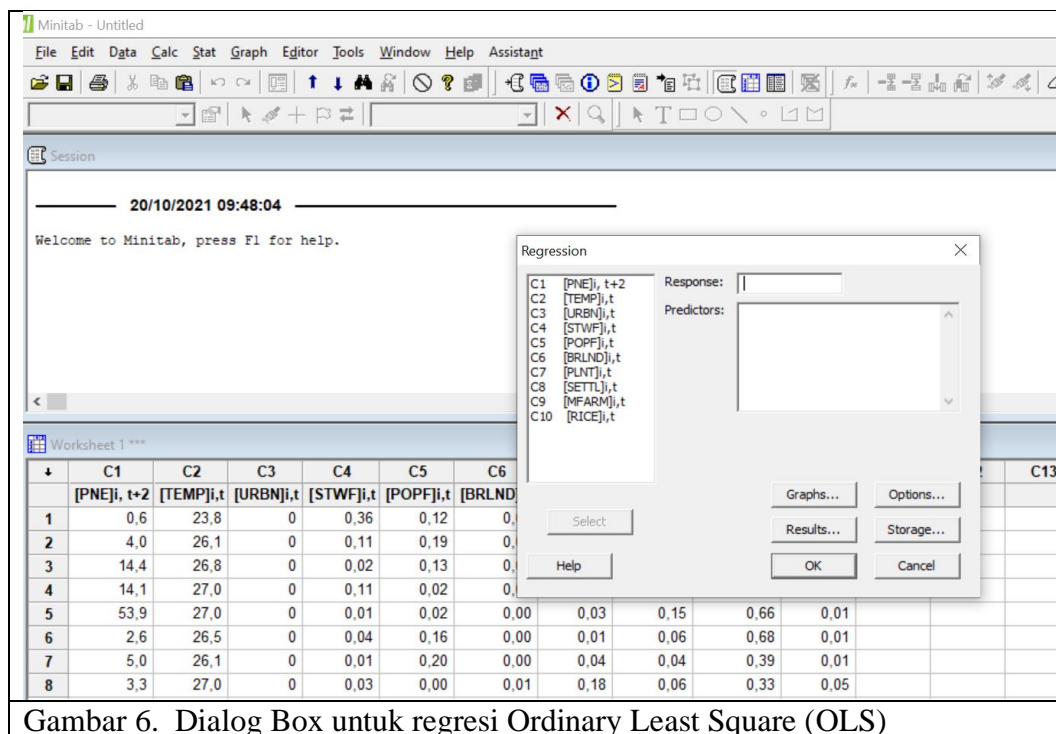 Minitab - Untitled
File Edit Data Calc Stat Graph Editor Tools Window Help Assistant
Session
20/10/2021 09:48:04
Welcome to Minitab, press F1 for help.
Regression
C1 [PNE]i, t+2
C2 [TEMP]i,t
C3 [URBN]i,t
C4 [STWF]i,t
C5 [POPF]i,t
C6 [BRLND]i,t
C7 [PLNT]i,t
C8 [SETTL]i,t
C9 [MFARM]i,t
C10 [RICE]i,t
Response:
Predictors:
Select
Graphs... Options...
Results... Storage...
Help OK Cancel
Worksheet 1 ***
C1 C2 C3 C4 C5 C6 C13
[PNE]i, t+2 [TEMP]i,t [URBN]i,t [STWF]i,t [POPF]i,t [BRLND]
1 0,6 23,8 0 0,36 0,12 0,
2 4,0 26,1 0 0,11 0,19 0,
3 14,4 26,8 0 0,02 0,13 0,
4 14,1 27,0 0 0,11 0,02 0,
5 53,9 27,0 0 0,01 0,02 0,00 0,03 0,15 0,66 0,01
6 2,6 26,5 0 0,04 0,16 0,00 0,01 0,06 0,68 0,01
7 5,0 26,1 0 0,01 0,20 0,00 0,04 0,04 0,39 0,01
8 3,3 27,0 0 0,03 0,00 0,01 0,18 0,06 0,33 0,05
Gambar 6. Dialog Box untuk regresi Ordinary Least Square (OLS)